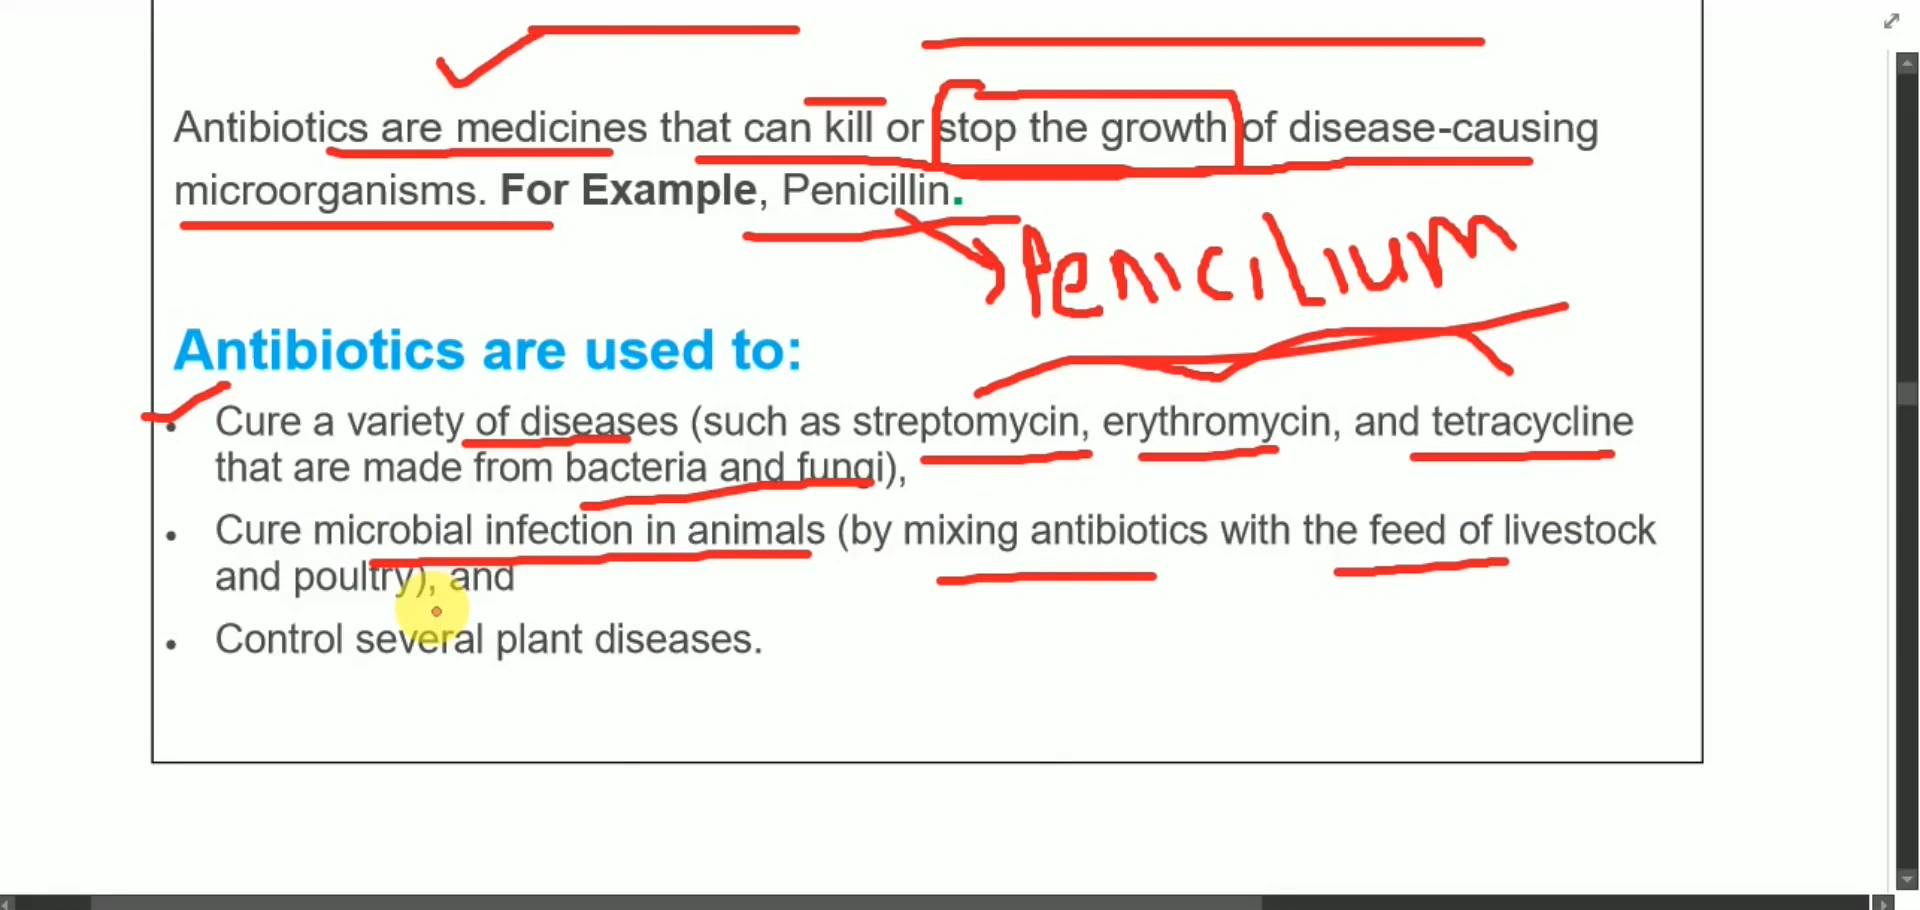 Antibiotics are medicines that can kill or stop the growth of disease-causing
microorganisms. For Example, Penicillin.
Penicilium
Antibiotics are used to:
• Cure a variety of diseases (such as streptomycin, erythromycin, and tetracycline
that are made from bacteria and fungi),
• Cure microbial infection in animals (by mixing antibiotics with the feed of livestock
and poultry), and
• Control several plant diseases.